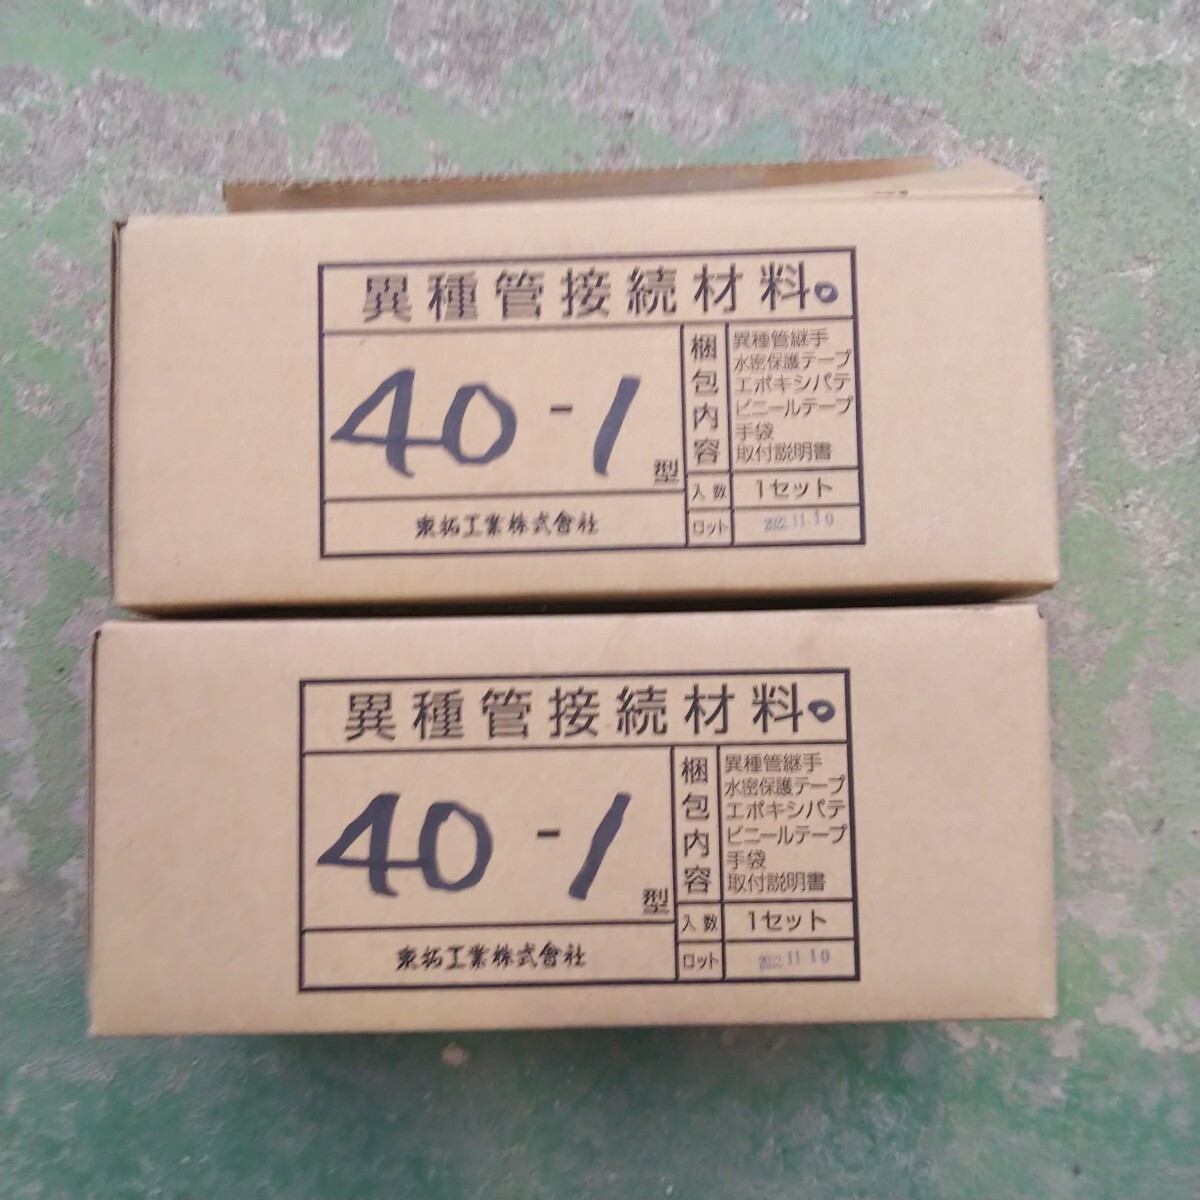 異種管接続材料。
40-1型
梱包内容
異種管継手
水密保護テープ
エポキシパテ
ビニールテープ
手袋
取付説明書
入数 1セット
東拓工業株式會社
ロット 2022.11.10
異種管接続材料。
40-1型
梱包内容
異種管継手
水密保護テープ
エポキシパテ
ビニールテープ
手袋
取付説明書
入数 1セット
東拓工業株式會社
ロット 2022.11.10